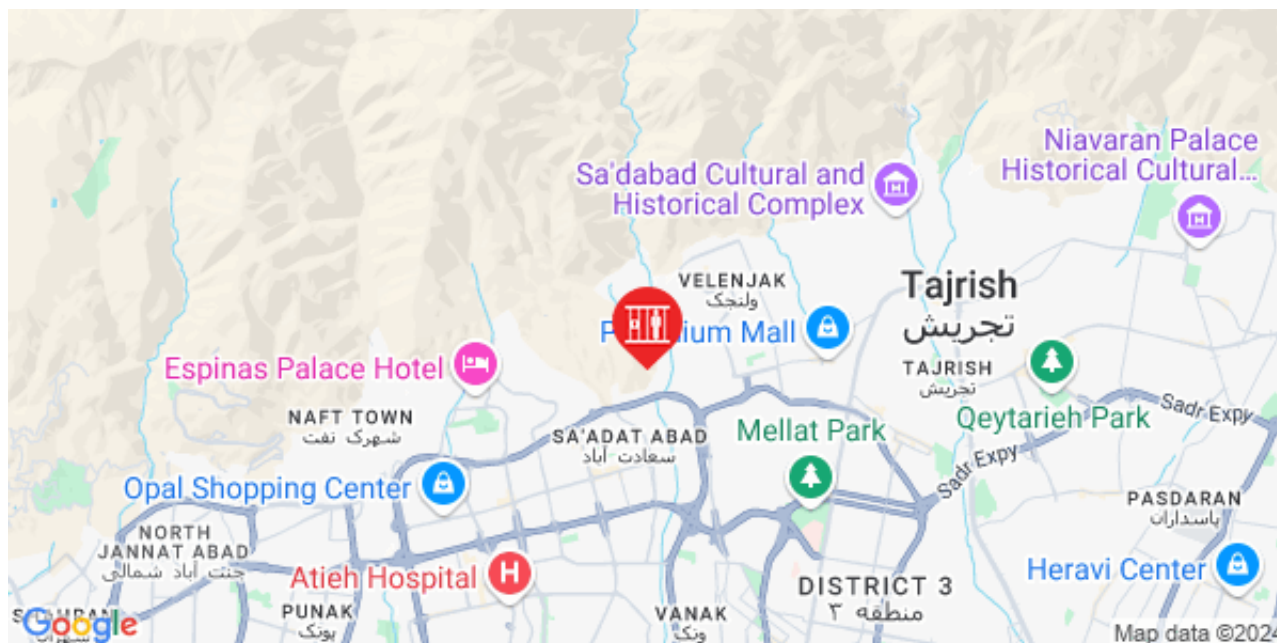 Niavaran Palace
Historical Cultural...
Sa'dabad Cultural and
Historical Complex
VELENJAK
ولنجک
Tajrish
تجریش
ium Mall
Espinas Palace Hotel
TAJRISH
تجریش
Qeytarieh Park
Sadr Expy
NAFT TOWN
شهرک نفت
SA'ADAT ABAD
سعادت آباد
Mellat Park
Sadr Expy
Opal Shopping Center
PASDARAN
پاسداران
NORTH
JANNAT ABAD
جنت آباد شمالی
Atieh Hospital
DISTRICT 3
منطقه ۳
Heravi Center
PUNAK
پونک
VANAK
ونک
Google
Map data ©2024